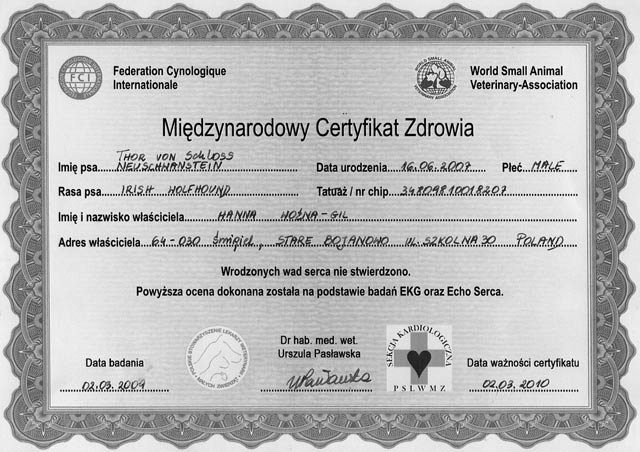 FCI
Federation Cynologique
Internationale
World Small Animal
Veterinary-Association
Międzynarodowy Certyfikat Zdrowia
THOR VON SCHLOSS
Imię psa NEUSCHWANSTEIN Data urodzenia 16.06.2007 Płeć MALE
Rasa psa IRISH WOLFHOUND Tatuaż / nr chip 34809810018207
Imię i nazwisko właściciela HANNA WOŹNA-GIL
Adres właściciela 64-030 Śmigiel, STARE BOJANOWO UL. SZKOLNA 30 POLAND
Wrodzonych wad serca nie stwierdzono.
Powyższa ocena dokonana została na podstawie badań EKG oraz Echo Serca.
Dr hab. med. wet.
Urszula Pasławska
SEKCJA KARDIOLOGICZNA
PSLWMZ
Data badania
02.03.2009
Data ważności certyfikatu
02.03.2010